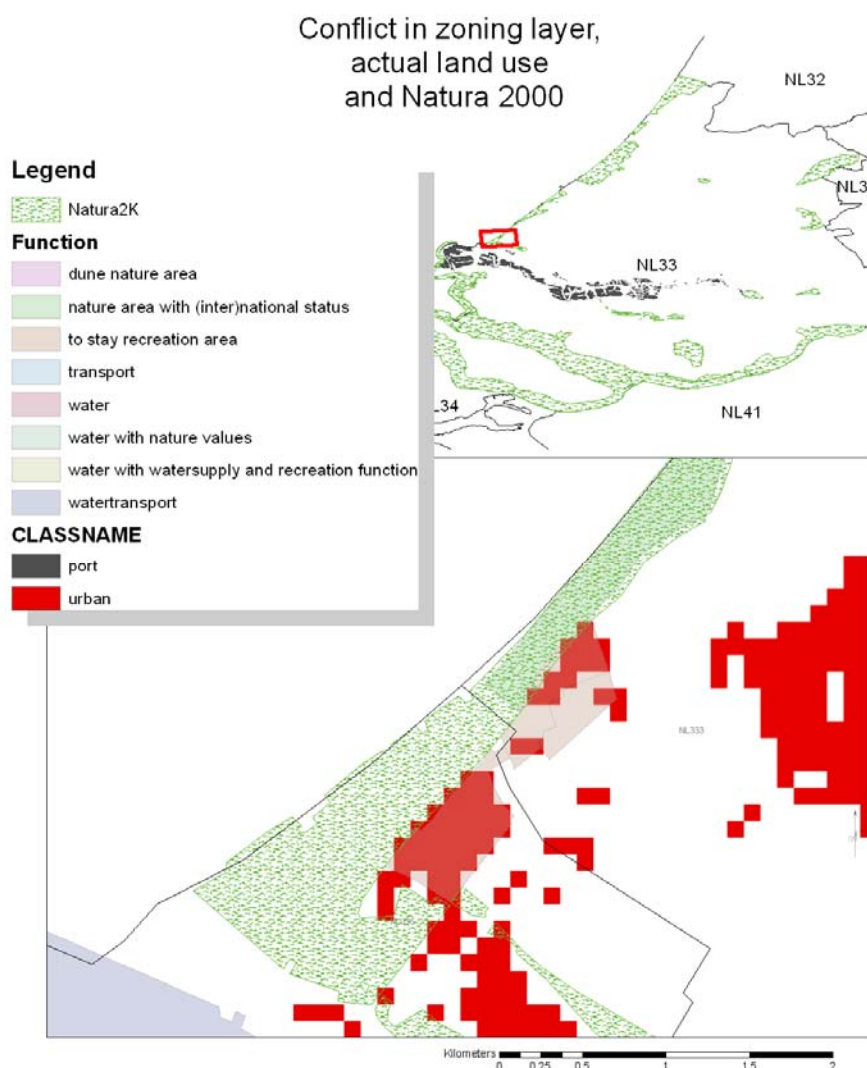 Conflict in zoning layer,
actual land use
and Natura 2000
NL32
NL3
NL33
L34
NL41
Legend
Natura2K
Function
dune nature area
nature area with (inter)national status
to stay recreation area
transport
water
water with nature values
water with watersupply and recreation function
watertransport
CLASSNAME
port
urban
NL333
Kilometers
0 0.25 0.5 1 1.5 2